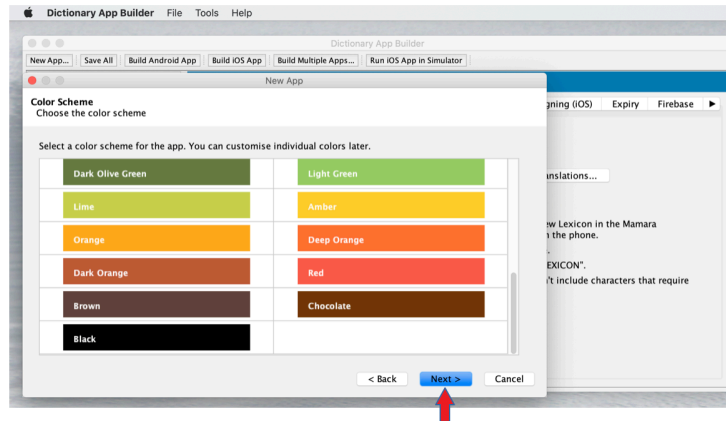 Dictionary App Builder File Tools Help
Dictionary App Builder
New App... Save All Build Android App Build iOS App Build Multiple Apps... Run iOS App in Simulator
New App
Color Scheme
Choose the color scheme
gning (iOS) Expiry Firebase
Select a color scheme for the app. You can customise individual colors later.
Dark Olive Green Light Green
anslations...
Lime Amber
ew Lexicon in the Mamara
the phone.
Orange Deep Orange
EXICON".
Dark Orange Red
't include characters that require
Brown Chocolate
Black
< Back Next > Cancel